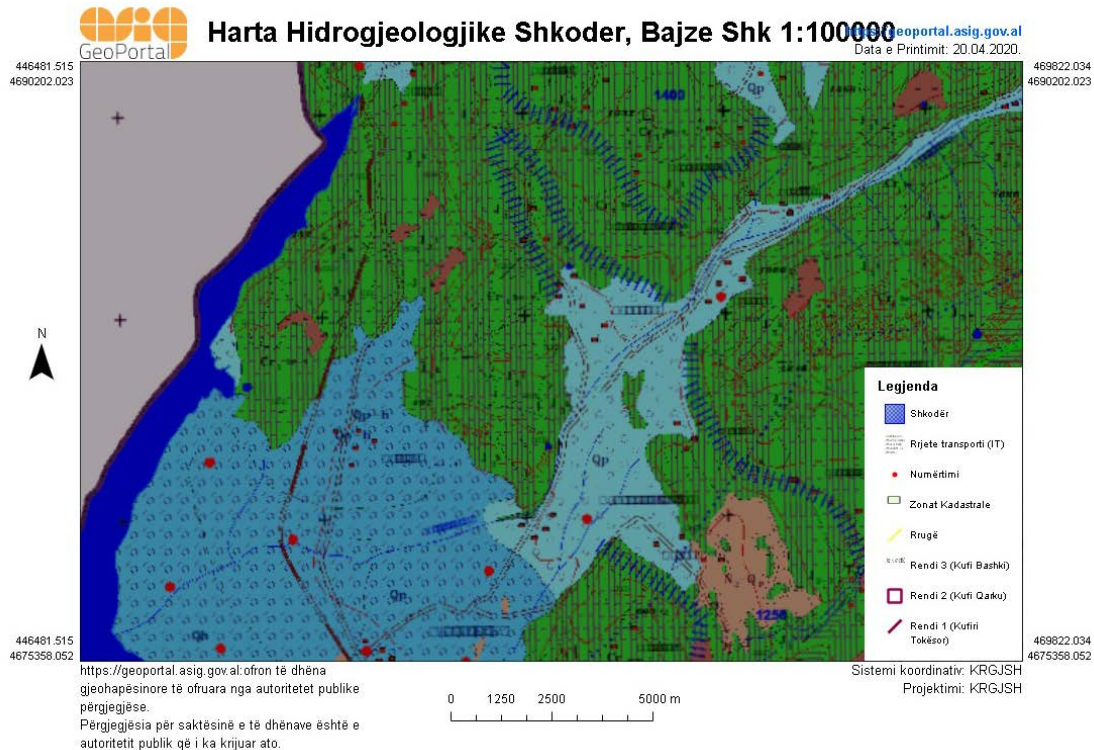 asig
GeoPortal
Harta Hidrogjeologjike Shkoder, Bajze Shk 1:100000
https://geoportal.asig.gov.al
Data e Printimit: 20.04.2020.
446481.515
4690202.023
469822.034
4690202.023
1400
Qp
N
Qp
Qp
Qp
Qh
N₂ Qp
1250
Legjenda
Shkodër
Rrjete transporti (IT)
Numërtimi
Zonat Kadastrale
Rrugë
Rendi 3 (Kufi Bashki)
Rendi 2 (Kufi Qarku)
Rendi 1 (Kufiri
Tokësor)
446481.515
4675358.052
469822.034
4675358.052
https://geoportal.asig.gov.al:ofron të dhëna
gjeohapësinore të ofruara nga autoritetet publike
përgjegjëse.
Përgjegjësia për saktësinë e të dhënave është e
autoritetit publik që i ka krijuar ato.
0 1250 2500 5000 m
Sistemi koordinativ: KRGJSH
Projektimi: KRGJSH